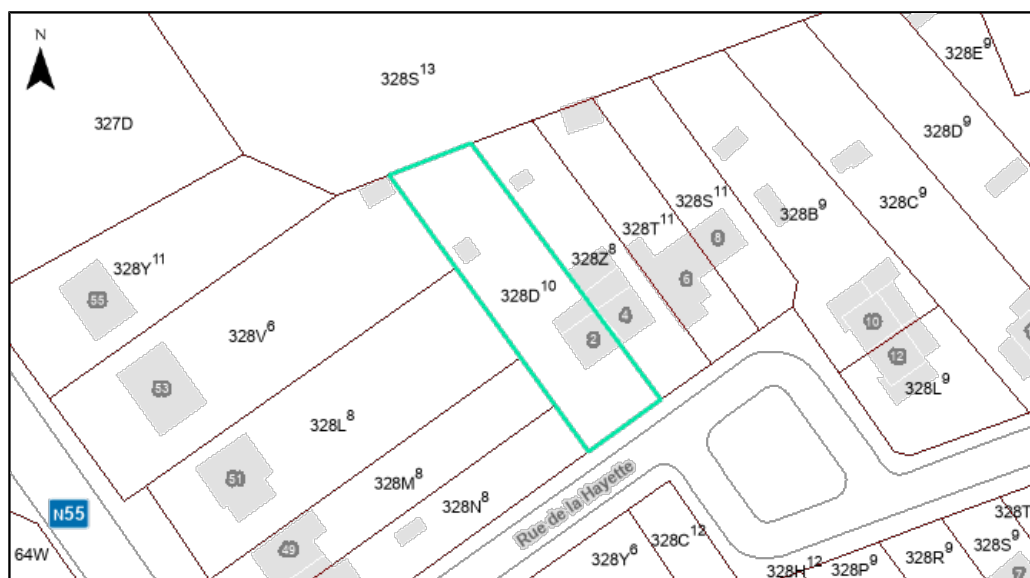 N
328S¹³
328E⁹
327D
328D⁹
328S¹¹
328C⁹
328B⁹
328T¹¹
8
328Z⁸
328Y¹¹
6
55
328D¹⁰
4
10
328V⁶
2
12
53
328L⁹
328L⁸
51
328M⁸
Rue de la Hayette
328N⁸
N55
49
64W
328Y⁶
328C¹²
328H¹²
328P⁹
328R⁹
328S⁹
328T